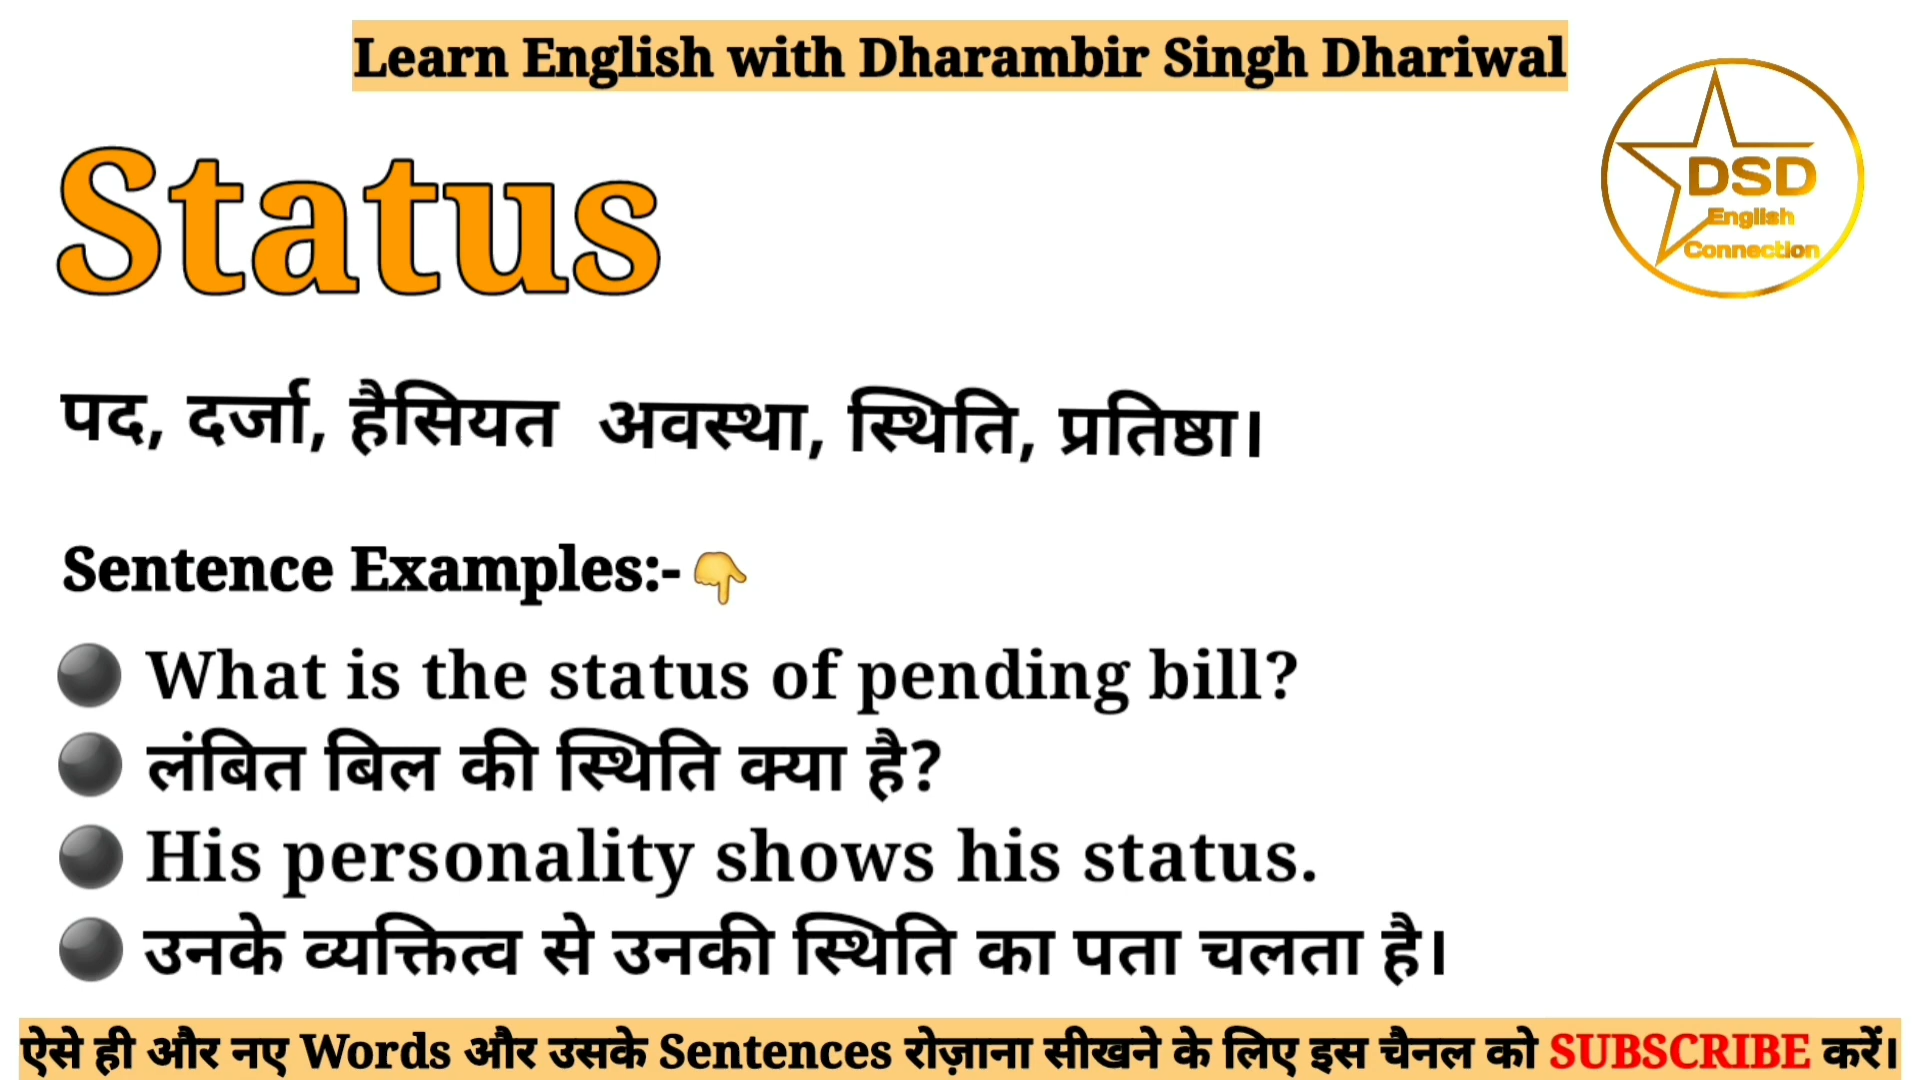 Learn English with Dharambir Singh Dhariwal
DSD
English
Connection
Status
पद, दर्जा, हैसियत अवस्था, स्थिति, प्रतिष्ठा।
Sentence Examples:- 👇
⚫ What is the status of pending bill?
⚫ लंबित बिल की स्थिति क्या है?
⚫ His personality shows his status.
⚫ उनके व्यक्तित्व से उनकी स्थिति का पता चलता है।
ऐसे ही और नए Words और उसके Sentences रोज़ाना सीखने के लिए इस चैनल को SUBSCRIBE करें।